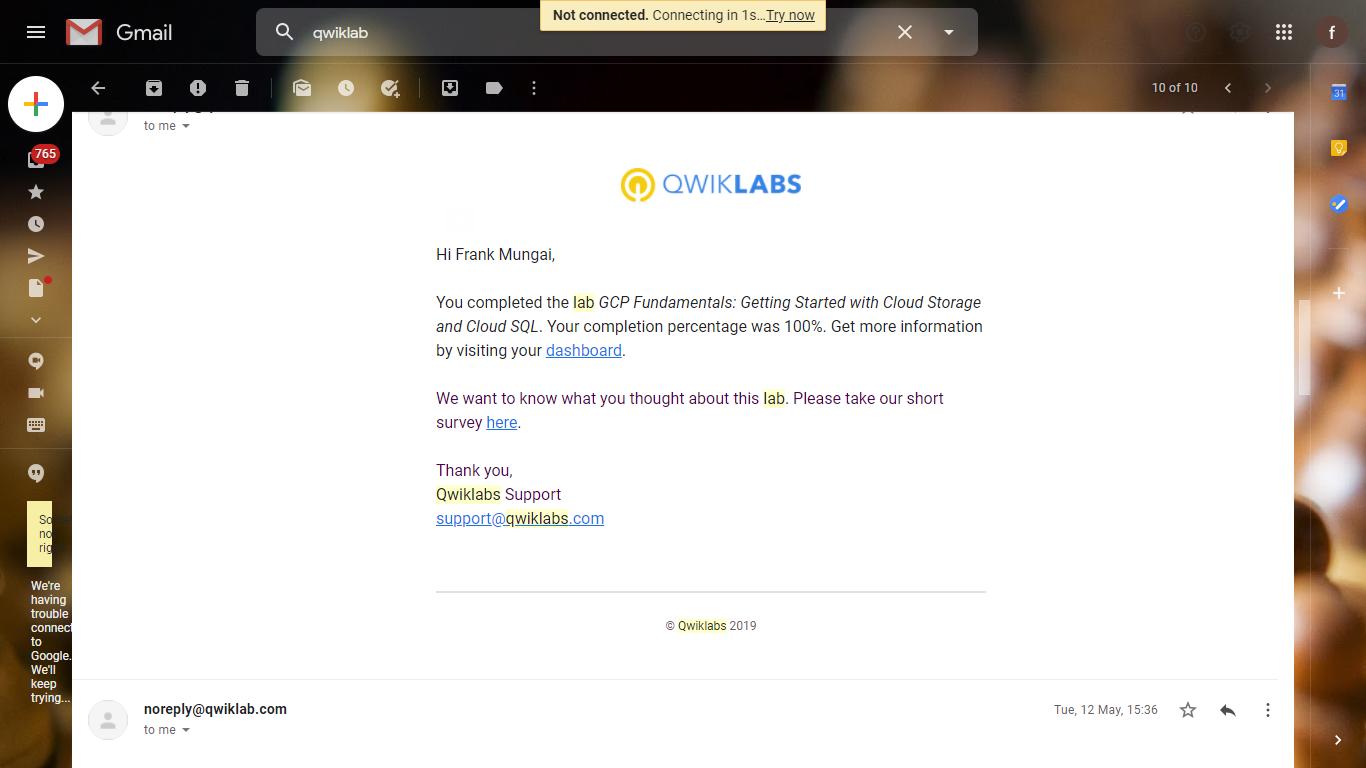 Not connected. Connecting in 1s... Try now
Gmail
qwiklab
f
10 of 10
31
765
to me
QWIKLABS
Hi Frank Mungai,
You completed the lab GCP Fundamentals: Getting Started with Cloud Storage
and Cloud SQL. Your completion percentage was 100%. Get more information
by visiting your dashboard.
We want to know what you thought about this lab. Please take our short
survey here.
Thank you,
Qwiklabs Support
support@qwiklabs.com
We're
having
trouble
connect
to
Google.
We'll
keep
trying...
© Qwiklabs 2019
noreply@qwiklab.com
Tue, 12 May, 15:36
to me